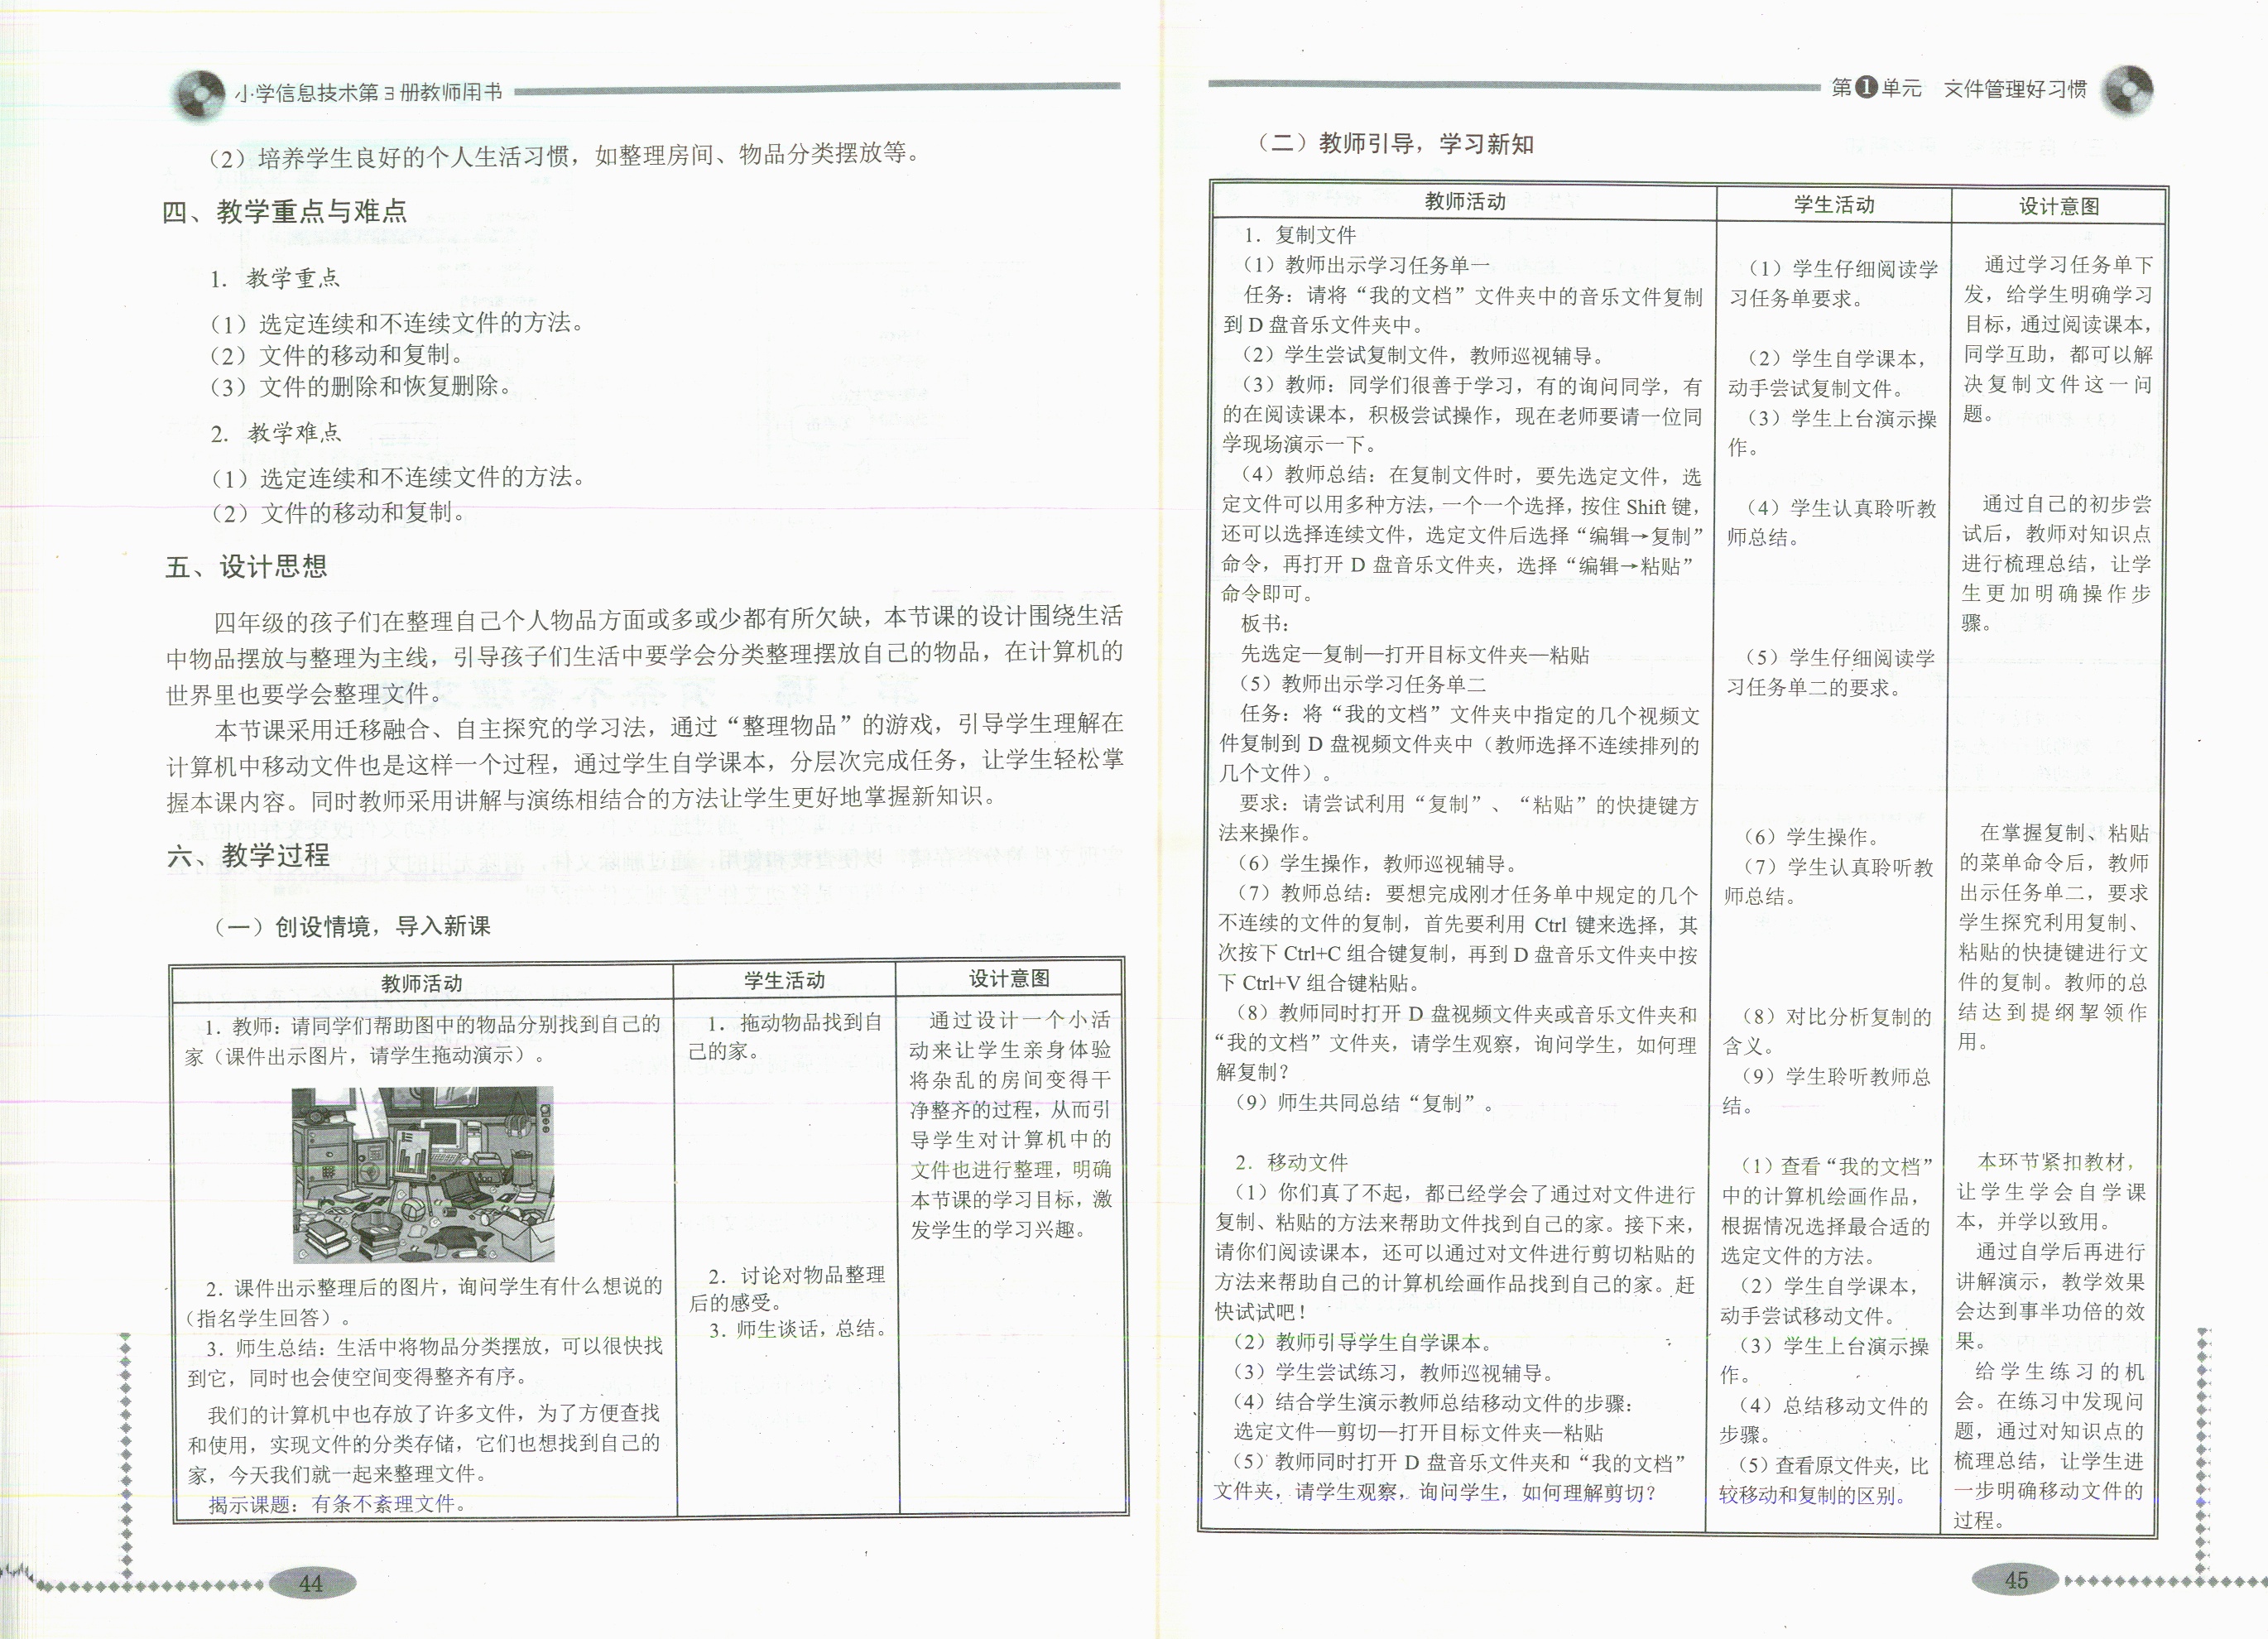 小学信息技术第3册教师用书
（2）培养学生良好的个人生活习惯，如整理房间、物品分类摆放等。
四、教学重点与难点
1. 教学重点
（1）选定连续和不连续文件的方法。
（2）文件的移动和复制。
（3）文件的删除和恢复删除。
2. 教学难点
（1）选定连续和不连续文件的方法。
（2）文件的移动和复制。
五、设计思想
四年级的孩子们在整理自己个人物品方面或多或少都有所欠缺，本节课的设计围绕生活
中物品摆放与整理为主线，引导孩子们生活中要学会分类整理摆放自己的物品，在计算机的
世界里也要学会整理文件。
本节课采用迁移融合、自主探究的学习法，通过“整理物品”的游戏，引导学生理解在
计算机中移动文件也是这样一个过程，通过学生自学课本，分层次完成任务，让学生轻松掌
握本课内容。同时教师采用讲解与演练相结合的方法让学生更好地掌握新知识。
六、教学过程
（一）创设情境，导入新课
教师活动
学生活动
设计意图
1．教师：请同学们帮助图中的物品分别找到自己的
家（课件出示图片，请学生拖动演示）。
2．课件出示整理后的图片，询问学生有什么想说的
（指名学生回答）。
3．师生总结：生活中将物品分类摆放，可以很快找
到它，同时也会使空间变得整齐有序。
我们的计算机中也存放了许多文件，为了方便查找
和使用，实现文件的分类存储，它们也想找到自己的
家，今天我们就一起来整理文件。
揭示课题：有条不紊理文件。
1．拖动物品找到自
己的家。
2．讨论对物品整理
后的感受。
3．师生谈话，总结。
通过设计一个小活
动来让学生亲身体验
将杂乱的房间变得干
净整齐的过程，从而引
导学生对计算机中的
文件也进行整理，明确
本节课的学习目标，激
发学生的学习兴趣。
44
第1单元 文件管理好习惯
（二）教师引导，学习新知
教师活动
学生活动
设计意图
1．复制文件
（1）教师出示学习任务单一
任务：请将“我的文档”文件夹中的音乐文件复制
到 D 盘音乐文件夹中。
（2）学生尝试复制文件，教师巡视辅导。
（3）教师：同学们很善于学习，有的询问同学，有
的在阅读课本，积极尝试操作，现在老师要请一位同
学现场演示一下。
（4）教师总结：在复制文件时，要先选定文件，选
定文件可以用多种方法，一个一个选择，按住 Shift 键，
还可以选择连续文件，选定文件后选择“编辑→复制”
命令，再打开 D 盘音乐文件夹，选择“编辑→粘贴”
命令即可。
板书：
先选定—复制—打开目标文件夹—粘贴
（5）教师出示学习任务单二
任务：将“我的文档”文件夹中指定的几个视频文
件复制到 D 盘视频文件夹中（教师选择不连续排列的
几个文件）。
要求：请尝试利用“复制”、“粘贴”的快捷键方
法来操作。
（6）学生操作，教师巡视辅导。
（7）教师总结：要想完成刚才任务单中规定的几个
不连续的文件的复制，首先要利用 Ctrl 键来选择，其
次按下 Ctrl+C 组合键复制，再到 D 盘音乐文件夹中按
下 Ctrl+V 组合键粘贴。
（8）教师同时打开 D 盘视频文件夹或音乐文件夹和
“我的文档”文件夹，请学生观察，询问学生，如何理
解复制？
（9）师生共同总结“复制”。
2．移动文件
（1）你们真了不起，都已经学会了通过对文件进行
复制、粘贴的方法来帮助文件找到自己的家。接下来，
请你们阅读课本，还可以通过对文件进行剪切粘贴的
方法来帮助自己的计算机绘画作品找到自己的家。赶
快试试吧！
（2）教师引导学生自学课本。
（3）学生尝试练习，教师巡视辅导。
（4）结合学生演示教师总结移动文件的步骤：
选定文件—剪切—打开目标文件夹—粘贴
（5）教师同时打开 D 盘音乐文件夹和“我的文档”
文件夹，请学生观察，询问学生，如何理解剪切？
（1）学生仔细阅读学
习任务单要求。
（2）学生自学课本，
动手尝试复制文件。
（3）学生上台演示操
作。
（4）学生认真聆听教
师总结。
（5）学生仔细阅读学
习任务单二的要求。
（6）学生操作。
（7）学生认真聆听教
师总结。
（8）对比分析复制的
含义。
（9）学生聆听教师总
结。
（1）查看“我的文档”
中的计算机绘画作品，
根据情况选择最合适的
选定文件的方法。
（2）学生自学课本，
动手尝试移动文件。
（3）学生上台演示操
作。
（4）总结移动文件的
步骤。
（5）查看原文件夹，比
较移动和复制的区别。
通过学习任务单下
发，给学生明确学习
目标，通过阅读课本，
同学互助，都可以解
决复制文件这一问
题。
通过自己的初步尝
试后，教师对知识点
进行梳理总结，让学
生更加明确操作步
骤。
在掌握复制、粘贴
的菜单命令后，教师
出示任务单二，要求
学生探究利用复制、
粘贴的快捷键进行文
件的复制。教师的总
结达到提纲挈领作
用。
本环节紧扣教材，
让学生学会自学课
本，并学以致用。
通过自学后再进行
讲解演示，教学效果
会达到事半功倍的效
果。
给学生练习的机
会。在练习中发现问
题，通过对知识点的
梳理总结，让学生进
一步明确移动文件的
过程。
45